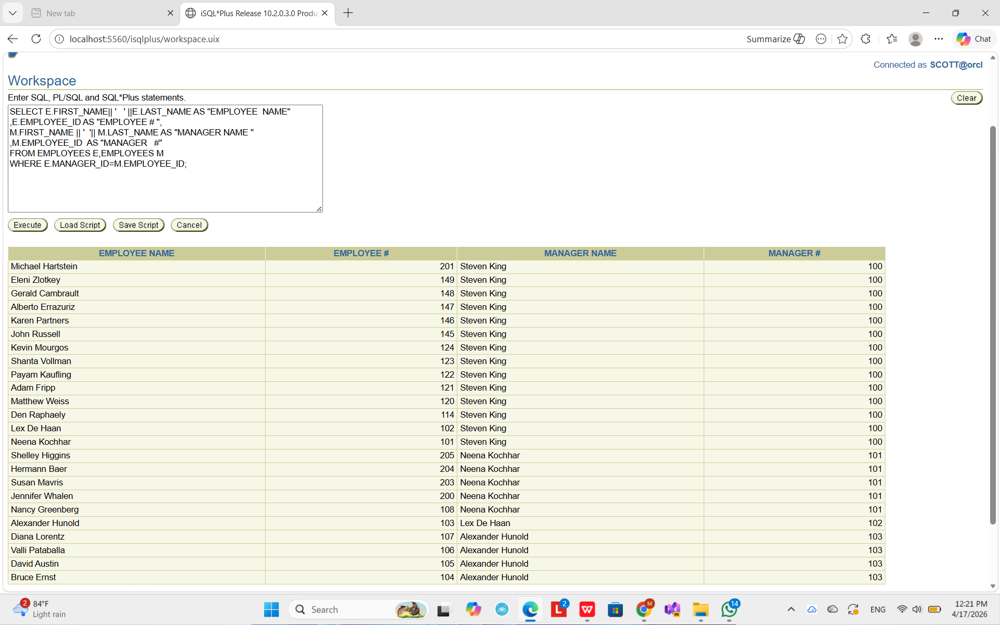 New tab
iSQL*Plus Release 10.2.0.3.0 Produ
localhost:5560/isqlplus/workspace.uix
Summarize
Chat
Connected as SCOTT@orcl
Workspace
Enter SQL, PL/SQL and SQL*Plus statements.
Clear
SELECT E.FIRST_NAME|| '   ' ||E.LAST_NAME AS "EMPLOYEE  NAME"
,E.EMPLOYEE_ID AS "EMPLOYEE # ",
M.FIRST_NAME || '  '|| M.LAST_NAME AS "MANAGER NAME "
,M.EMPLOYEE_ID  AS "MANAGER   #"
FROM EMPLOYEES E,EMPLOYEES M
WHERE E.MANAGER_ID=M.EMPLOYEE_ID;
Execute Load Script Save Script Cancel
EMPLOYEE NAME EMPLOYEE # MANAGER NAME MANAGER #
Michael Hartstein 201 Steven King 100
Eleni Zlotkey 149 Steven King 100
Gerald Cambrault 148 Steven King 100
Alberto Errazuriz 147 Steven King 100
Karen Partners 146 Steven King 100
John Russell 145 Steven King 100
Kevin Mourgos 124 Steven King 100
Shanta Vollman 123 Steven King 100
Payam Kaufling 122 Steven King 100
Adam Fripp 121 Steven King 100
Matthew Weiss 120 Steven King 100
Den Raphaely 114 Steven King 100
Lex De Haan 102 Steven King 100
Neena Kochhar 101 Steven King 100
Shelley Higgins 205 Neena Kochhar 101
Hermann Baer 204 Neena Kochhar 101
Susan Mavris 203 Neena Kochhar 101
Jennifer Whalen 200 Neena Kochhar 101
Nancy Greenberg 108 Neena Kochhar 101
Alexander Hunold 103 Lex De Haan 102
Diana Lorentz 107 Alexander Hunold 103
Valli Pataballa 106 Alexander Hunold 103
David Austin 105 Alexander Hunold 103
Bruce Ernst 104 Alexander Hunold 103
2
84°F
Light rain
Search
L 2
W
M
IN
14
ENG
12:21 PM
4/17/2026